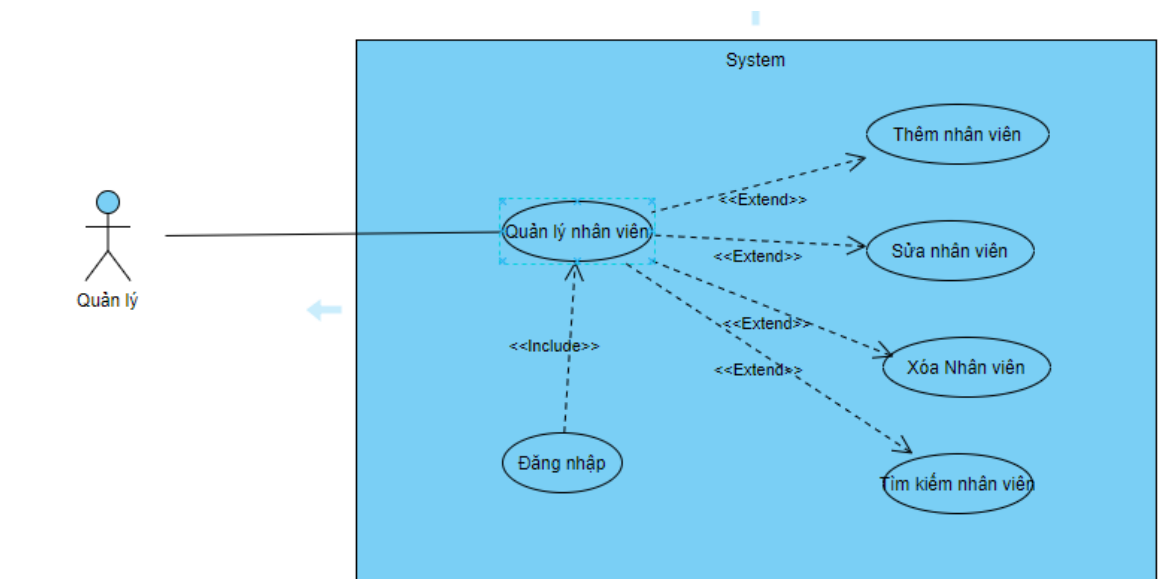 System
Thêm nhân viên
<<Extend>>
Quản lý nhân viên
Sửa nhân viên
<<Extend>>
Quản lý
<<Extend>>
<<Include>>
Xóa Nhân viên
<<Extend>>
Đăng nhập
Tìm kiếm nhân viên